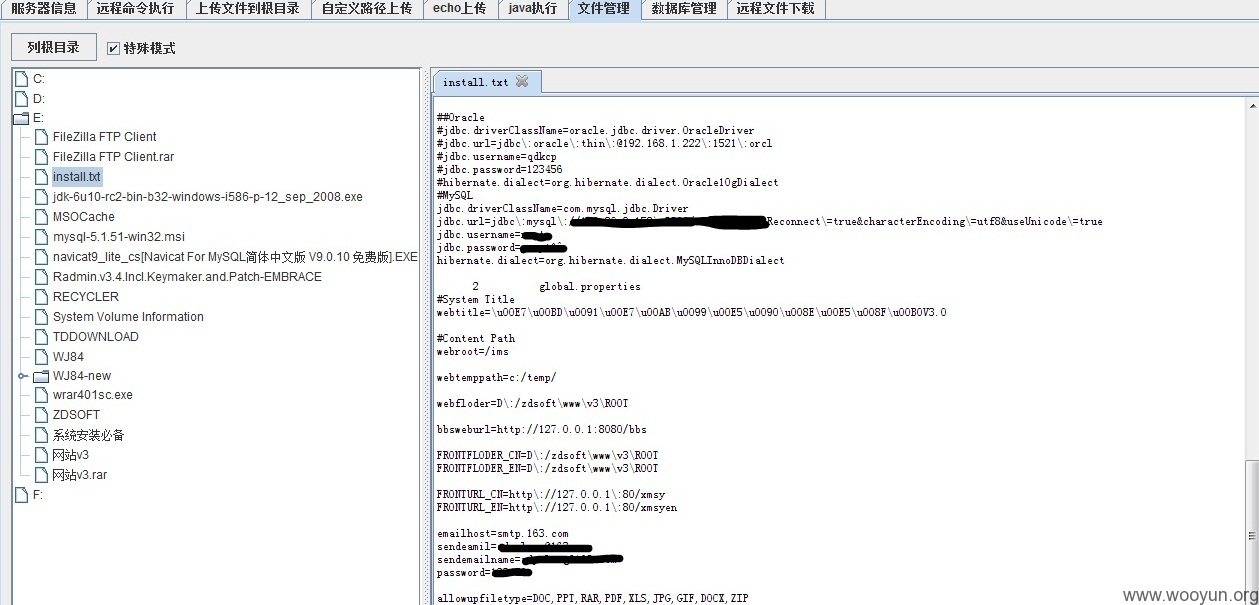 服务器信息 远程命令执行 上传文件到根目录 自定义路径上传 echo上传 java执行 文件管理 数据库管理 远程文件下载
列根目录 特殊模式
C:
D:
E:
FileZilla FTP Client
FileZilla FTP Client.rar
install.txt
jdk-6u10-rc2-bin-b32-windows-i586-p-12_sep_2008.exe
MSOCache
mysql-5.1.51-win32.msi
navicat9_lite_cs[Navicat For MySQL简体中文版 V9.0.10 免费版].EXE
Radmin.v3.4.Incl.Keymaker.and.Patch-EMBRACE
RECYCLER
System Volume Information
TDDOWNLOAD
WJ84
WJ84-new
wrar401sc.exe
ZDSOFT
系统安装必备
网站v3
网站v3.rar
F:
install.txt
##Oracle
#jdbc.driverClassName=oracle.jdbc.driver.OracleDriver
#jdbc.url=jdbc\:oracle\:thin\:@192.168.1.222\:1521\:orcl
#jdbc.username=qdkcp
#jdbc.password=123456
#hibernate.dialect=org.hibernate.dialect.Oracle10gDialect
#MySQL
jdbc.driverClassName=com.mysql.jdbc.Driver
jdbc.url=jdbc\:mysql\:/ Reconnect\=true&characterEncoding\=utf8&useUnicode\=true
jdbc.username=
jdbc.password=
hibernate.dialect=org.hibernate.dialect.MySQLInnoDBDialect
2 global.properties
#System Title
webtitle=\u00E7\u00BD\u0091\u00E7\u00AB\u0099\u00E5\u0090\u008E\u00E5\u008F\u00B0V3.0
#Content Path
webroot=/ims
webtemppath=c:/temp/
webfloder=D\:/zdsoft\www\v3\ROOT
bbsweburl=http://127.0.0.1:8080/bbs
FRONTFLODER_CN=D\:/zdsoft\www\v3\ROOT
FRONTFLODER_EN=D\:/zdsoft\www\v3\ROOT
FRONTURL_CN=http\://127.0.0.1\:80/xmsy
FRONTURL_EN=http\://127.0.0.1\:80/xmsyen
emailhost=smtp.163.com
sendeamil=
sendemailname=
password=
allowupfiletype=DOC,PPT,RAR,PDF,XLS,JPG,GIF,DOCX,ZIP
www.wooyun.org